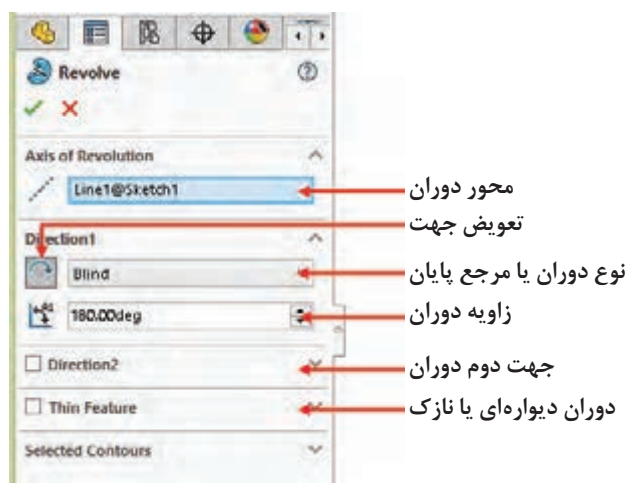 Revolve
Axis of Revolution
Line1@Sketch1
محور دوران
تعویض جهت
Direction1
Blind
نوع دوران یا مرجع پایان
180.00deg
زاویه دوران
Direction2
جهت دوم دوران
Thin Feature
دوران دیواره‌ای یا نازک
Selected Contours